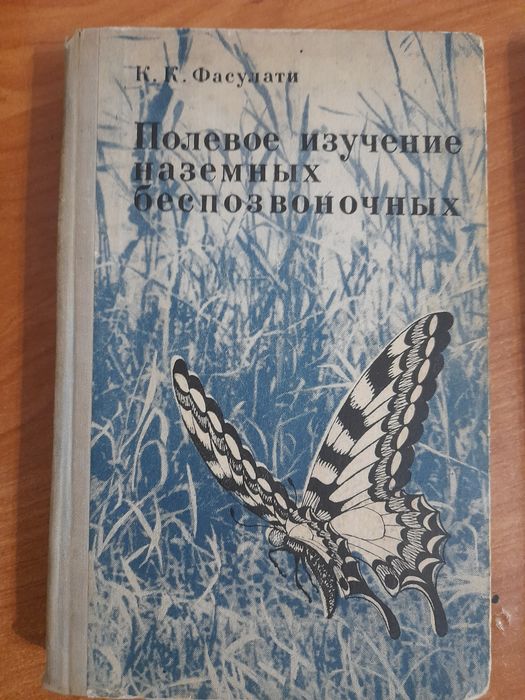 К. К. Фасулати
Полевое изучение
наземных
беспозвоночных